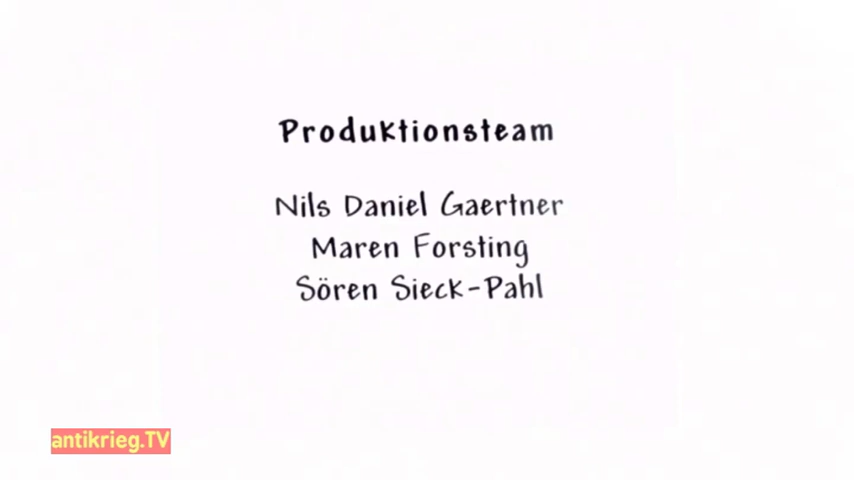 Produktionsteam
Nils Daniel Gaertner
Maren Forsting
Sören Sieck-Pahl
antikrieg.TV